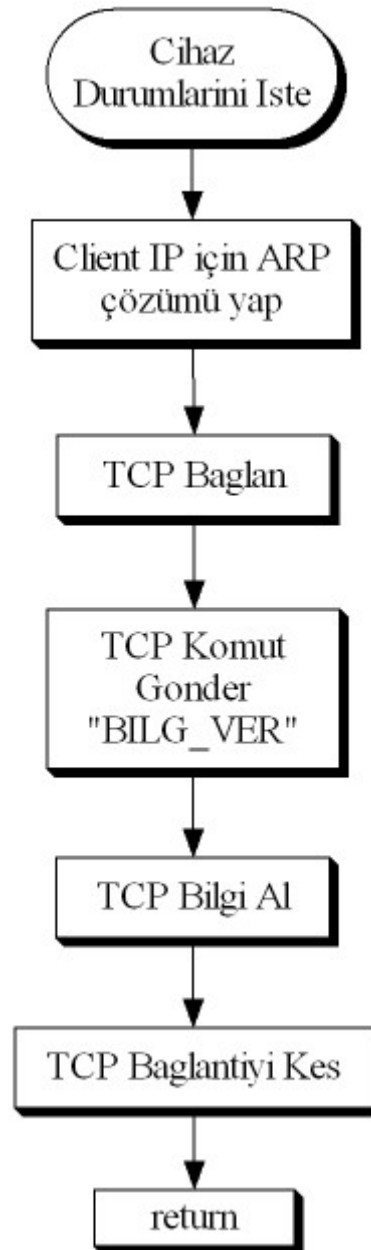 Cihaz
Durumlarini Iste
Client IP için ARP
çözümü yap
TCP Baglan
TCP Komut
Gonder
"BILG_VER"
TCP Bilgi Al
TCP Baglantiyi Kes
return